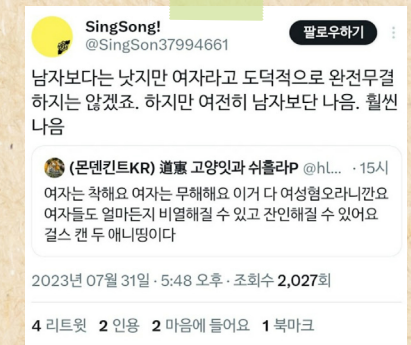 SingSong!
@SingSon37994661
팔로우하기
남자보다는 낫지만 여자라고 도덕적으로 완전무결
하지는 않겠죠. 하지만 여전히 남자보단 나음. 훨씬
나음
(몬덴킨트KR) 道惠 고양잇과 쉬흘라P @hl... · 15시
여자는 착해요 여자는 무해해요 이거 다 여성혐오라니깐요
여자들도 얼마든지 비열해질 수 있고 잔인해질 수 있어요
걸스 캔 두 애니띵이다
2023년 07월 31일 · 5:48 오후 · 조회수 2,027회
4 리트윗 2 인용 2 마음에 들어요 1 북마크